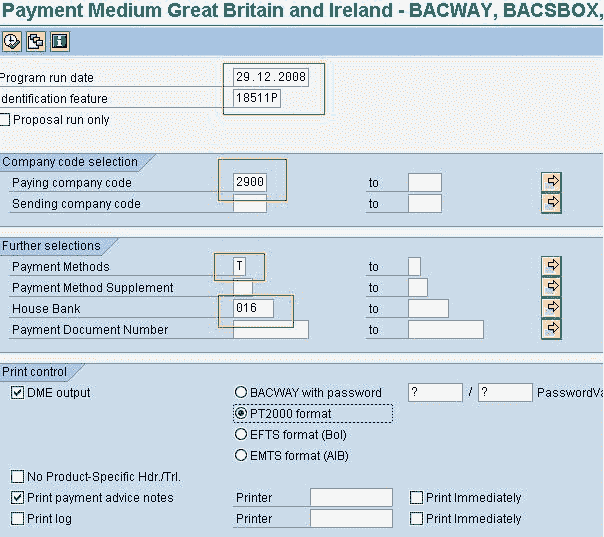 Payment Medium Great Britain and Ireland - BACWAY, BACSBOX,
Program run date 29.12.2008
dentification feature 18511P
Proposal run only
Company code selection
Paying company code 2900 to
Sending company code to
Further selections
Payment Methods T to
Payment Method Supplement to
House Bank 016 to
Payment Document Number to
Print control
DME output BACWAY with password ? / ? PasswordVa
PT2000 format
EFTS format (BoI)
EMTS format (AIB)
No Product-Specific Hdr./Trl.
Print payment advice notes Printer Print Immediately
Print log Printer Print Immediately